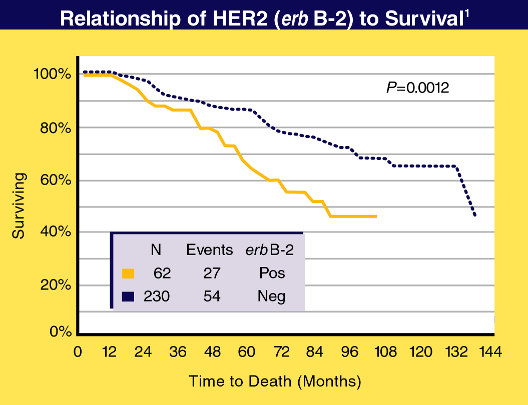 Relationship of HER2 (erb B-2) to Survival1
P=0.0012
100%
80%
60%
40%
20%
0%
Surviving
N Events erbB-2
62 27 Pos
230 54 Neg
0 12 24 36 48 60 72 84 96 108 120 132 144
Time to Death (Months)